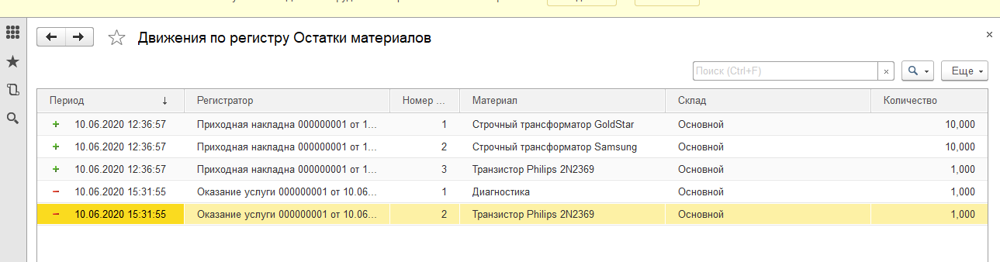 Движения по регистру Остатки материалов
Поиск (Ctrl+F)
Еще
Период Регистратор Номер ... Материал Склад Количество
10.06.2020 12:36:57 Приходная накладна 000000001 от 1... 1 Строчный трансформатор GoldStar Основной 10,000
10.06.2020 12:36:57 Приходная накладна 000000001 от 1... 2 Строчный трансформатор Samsung Основной 10,000
10.06.2020 12:36:57 Приходная накладна 000000001 от 1... 3 Транзистор Philips 2N2369 Основной 1,000
10.06.2020 15:31:55 Оказание услуги 000000001 от 10.06... 1 Диагностика Основной 1,000
10.06.2020 15:31:55 Оказание услуги 000000001 от 10.06... 2 Транзистор Philips 2N2369 Основной 1,000